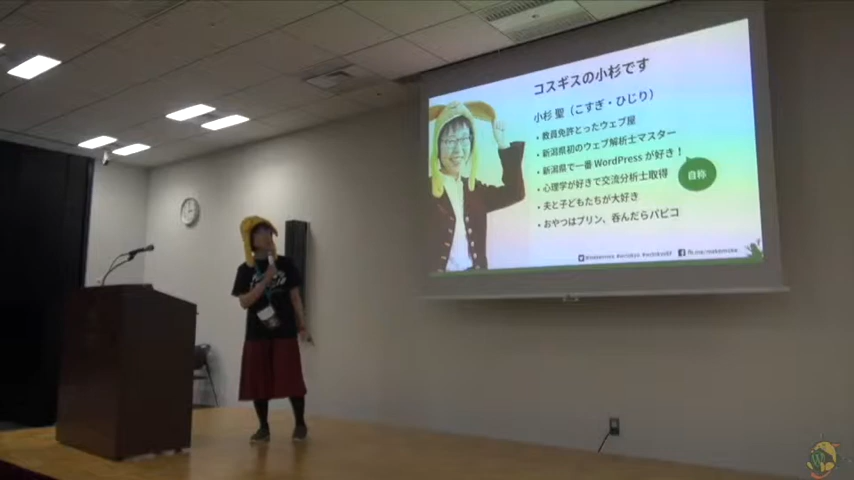 コスギスの小杉です
小杉 聖（こすぎ・ひじり）
・教員免許とったウェブ屋
・新潟県初のウェブ解析士マスター
・新潟県で一番 WordPress が好き！
自称
・心理学が好きで交流分析士取得
・夫と子どもたちが大好き
・おやつはプリン、呑んだらパピコ